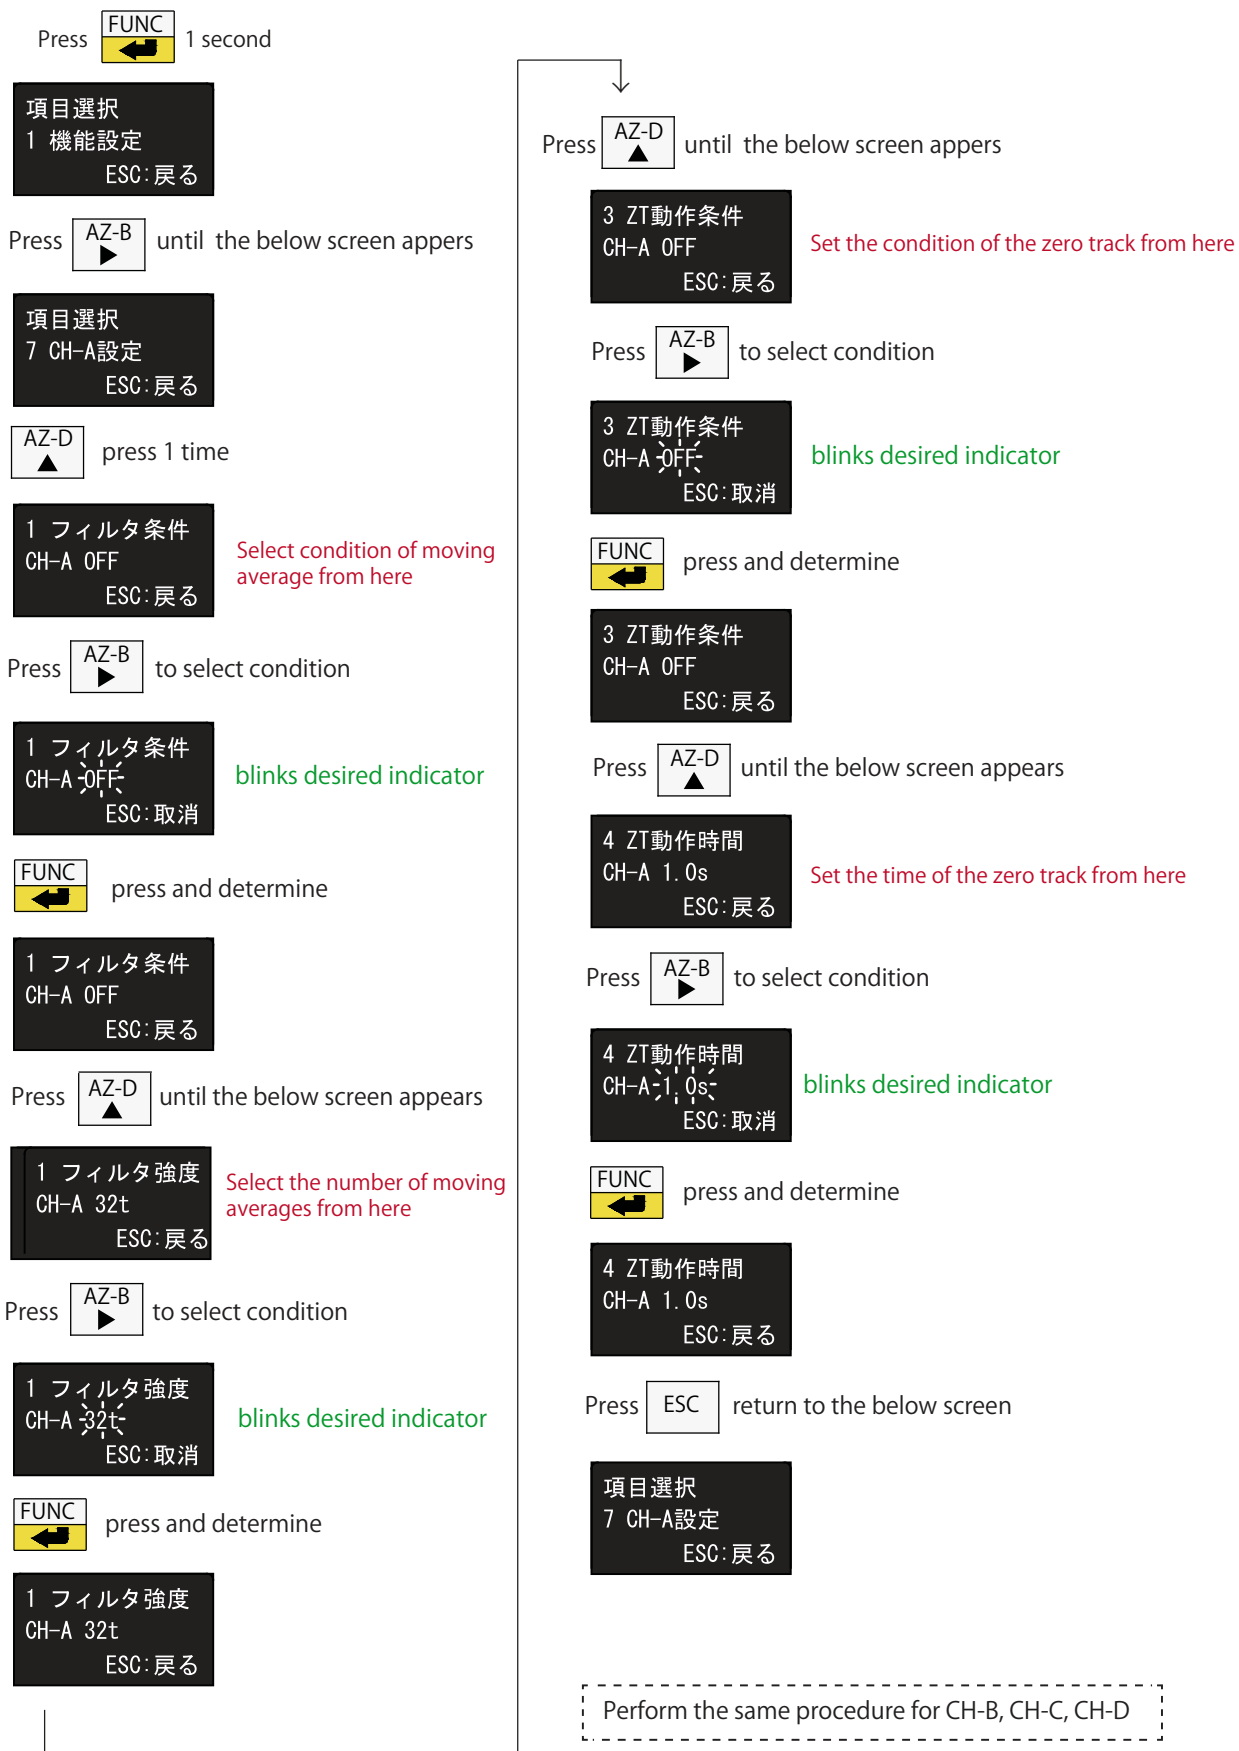 Press FUNC 1 second
項目選択
1 機能設定
ESC:戻る
Press AZ-B until the below screen appers
項目選択
7 CH-A設定
ESC:戻る
AZ-D press 1 time
1 フィルタ条件
CH-A OFF
ESC:戻る
Select condition of moving
average from here
Press AZ-B to select condition
1 フィルタ条件
CH-A OFF
ESC:取消
blinks desired indicator
FUNC press and determine
1 フィルタ条件
CH-A OFF
ESC:戻る
Press AZ-D until the below screen appears
1 フィルタ強度
CH-A 32t
ESC:戻る
Select the number of moving
averages from here
Press AZ-B to select condition
1 フィルタ強度
CH-A 32t
ESC:取消
blinks desired indicator
FUNC press and determine
1 フィルタ強度
CH-A 32t
ESC:戻る
Press AZ-D until the below screen appers
3 ZT動作条件
CH-A OFF
ESC:戻る
Set the condition of the zero track from here
Press AZ-B to select condition
3 ZT動作条件
CH-A OFF
ESC:取消
blinks desired indicator
FUNC press and determine
3 ZT動作条件
CH-A OFF
ESC:戻る
Press AZ-D until the below screen appears
4 ZT動作時間
CH-A 1.0s
ESC:戻る
Set the time of the zero track from here
Press AZ-B to select condition
4 ZT動作時間
CH-A 1.0s
ESC:取消
blinks desired indicator
FUNC press and determine
4 ZT動作時間
CH-A 1.0s
ESC:戻る
Press ESC return to the below screen
項目選択
7 CH-A設定
ESC:戻る
Perform the same procedure for CH-B, CH-C, CH-D